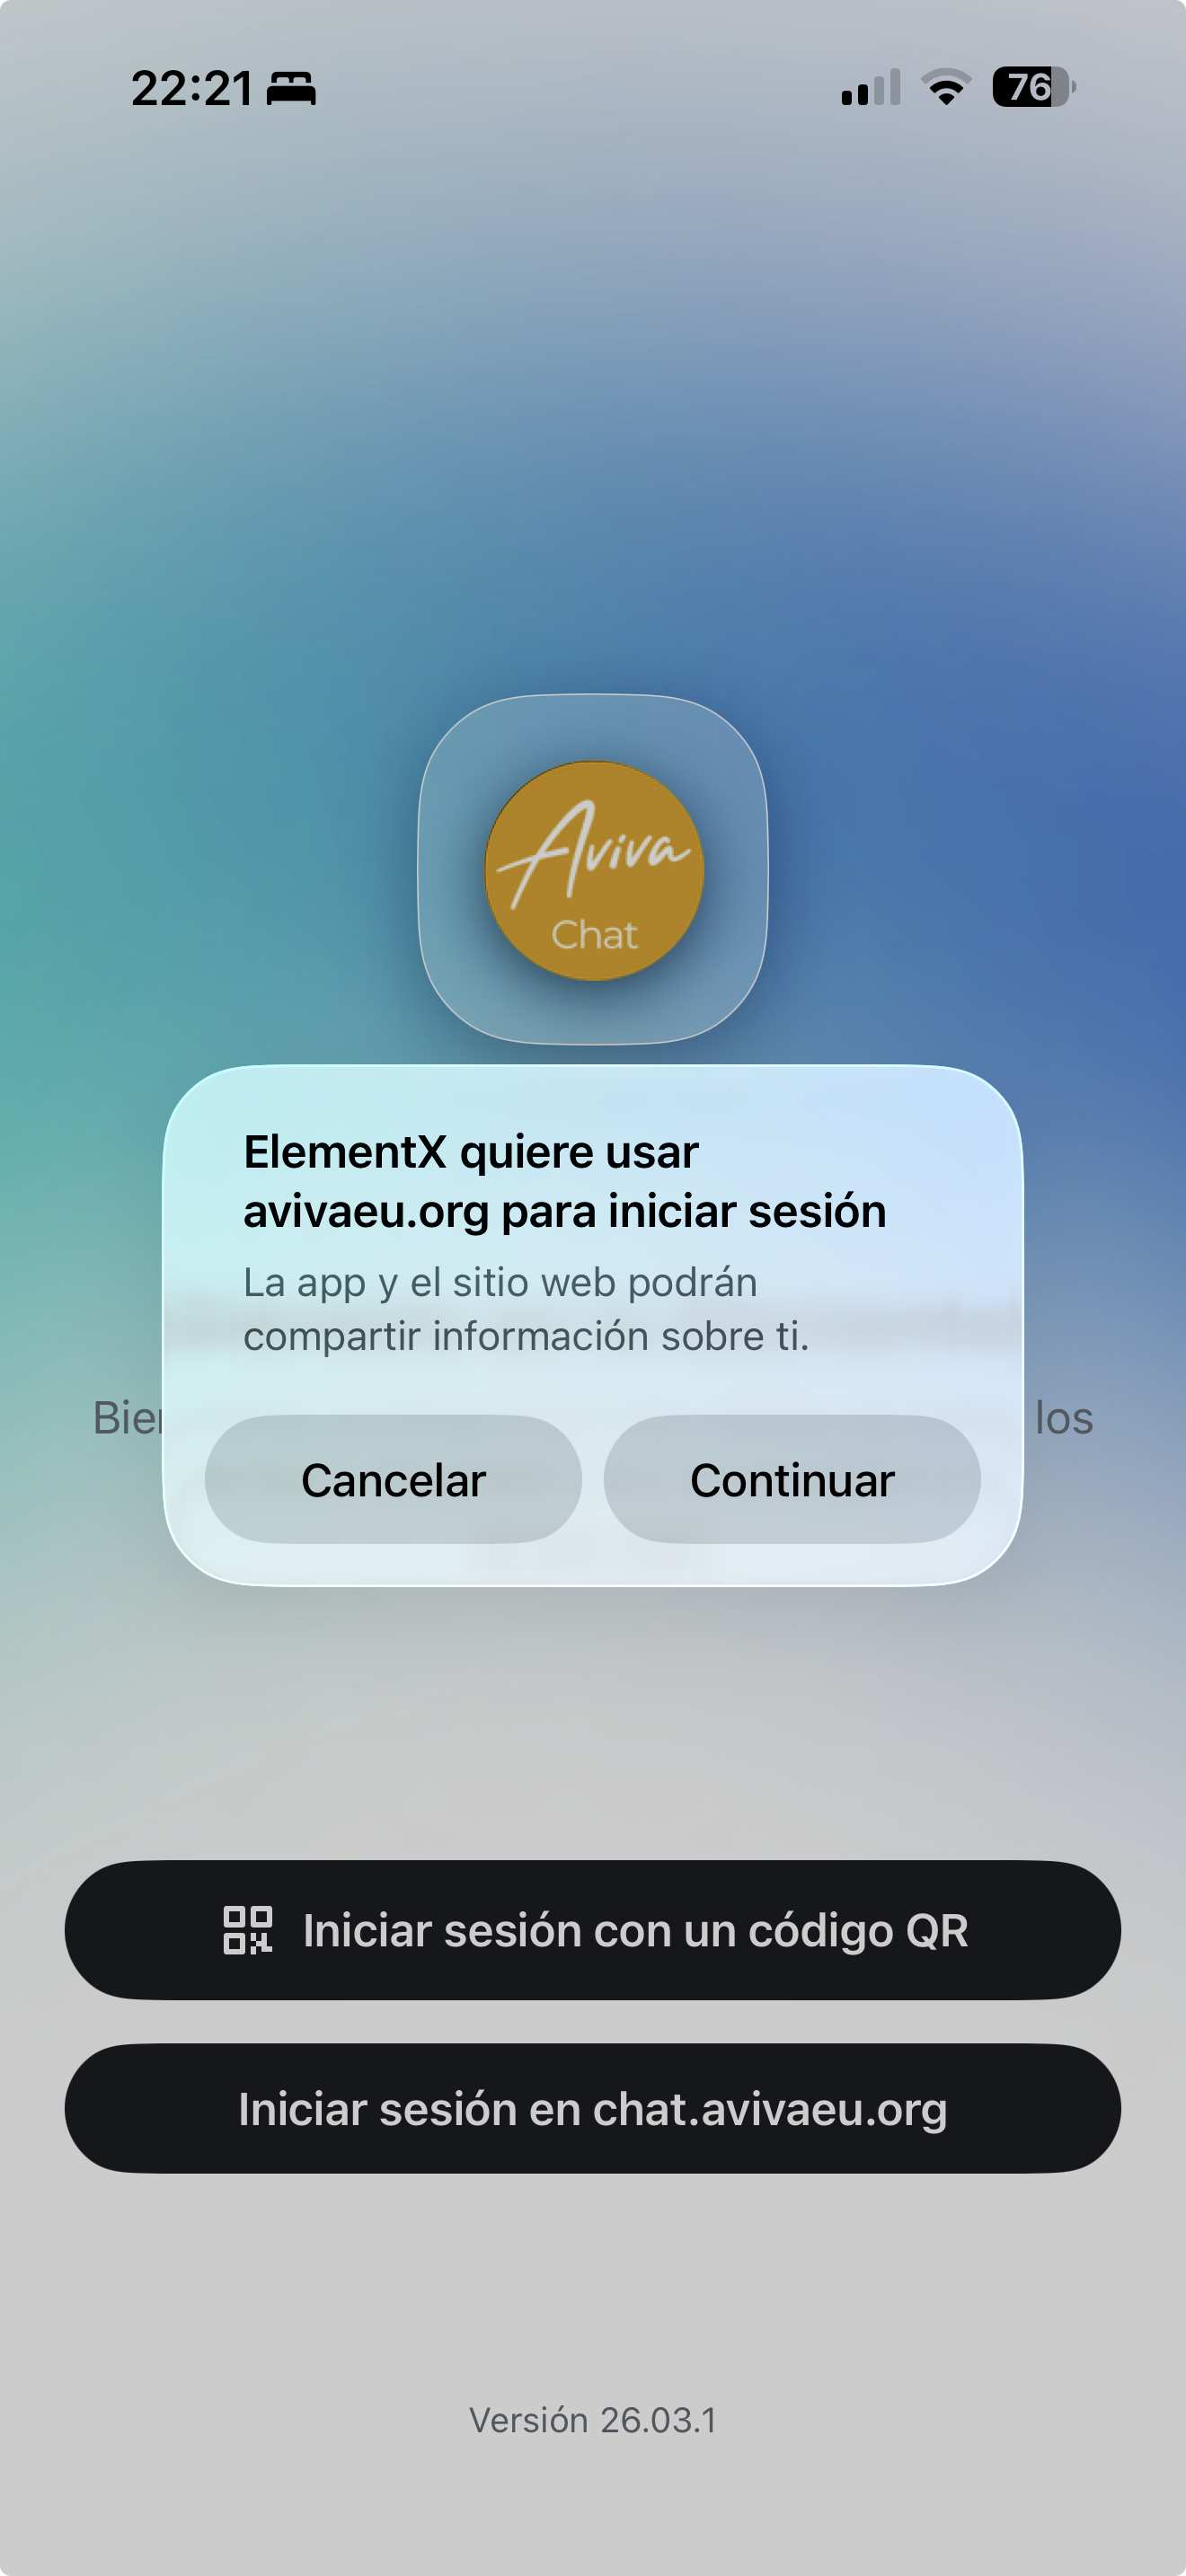 22:21
76
Aviva
Chat
ElementX quiere usar
avivaeu.org para iniciar sesión
La app y el sitio web podrán
compartir información sobre ti.
los
Cancelar
Continuar
Iniciar sesión con un código QR
Iniciar sesión en chat.avivaeu.org
Versión 26.03.1